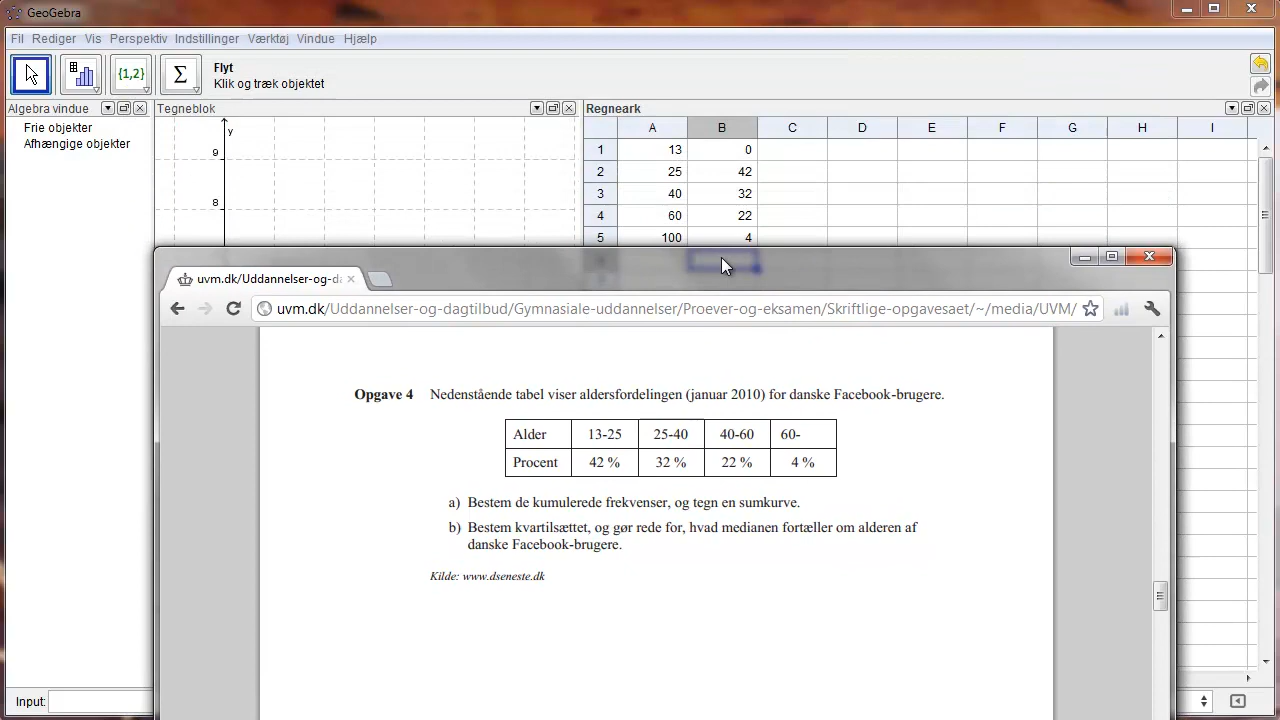 GeoGebra
Fil Rediger Vis Perspektiv Indstillinger Værktøj Vindue Hjælp
{1,2} Σ
Flyt
Klik og træk objektet
Algebra vindue Tegneblok Regneark
Frie objekter
Afhængige objekter
y
9
8
A B C D E F G H I
1 13 0
2 25 42
3 40 32
4 60 22
5 100 4
uvm.dk/Uddannelser-og-da
uvm.dk/Uddannelser-og-dagtilbud/Gymnasiale-uddannelser/Proever-og-eksamen/Skriftlige-opgavesaet/~/media/UVM/
Opgave 4 Nedenstående tabel viser aldersfordelingen (januar 2010) for danske Facebook-brugere.
Alder 13-25 25-40 40-60 60-
Procent 42 % 32 % 22 % 4 %
a) Bestem de kumulerede frekvenser, og tegn en sumkurve.
b) Bestem kvartilsættet, og gør rede for, hvad medianen fortæller om alderen af
danske Facebook-brugere.
Kilde: www.dseneste.dk
Input: